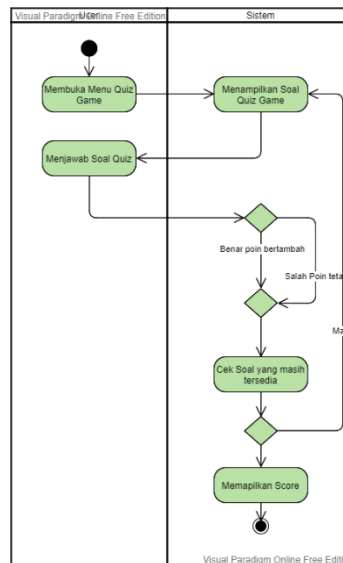 Visual Paradigm Online Free Edition
User
Sistem
Membuka Menu Quiz
Game
Menampilkan Soal
Quiz Game
Menjawab Soal Quiz
Benar poin bertambah
Salah Poin teta
Ma
Cek Soal yang masih
tersedia
Memapilkan Score
Visual Paradigm Online Free Editi